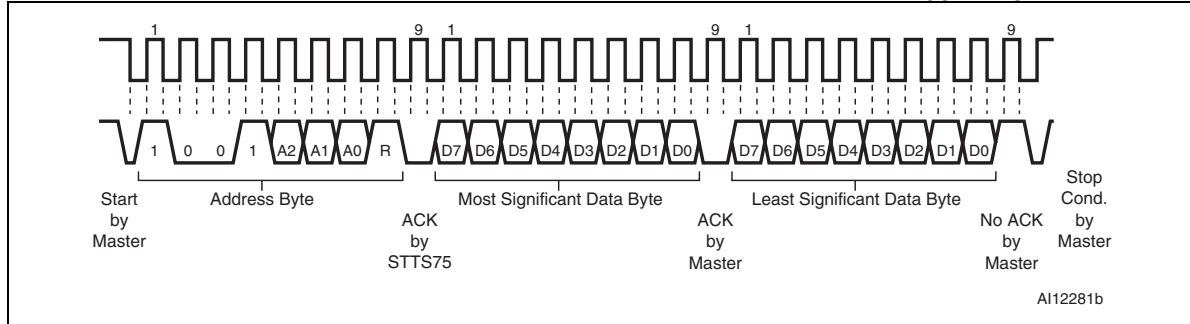 1 9 1 9 1 9
1 0 0 1 A2 A1 A0 R D7 D6 D5 D4 D3 D2 D1 D0 D7 D6 D5 D4 D3 D2 D1 D0
Start
by
Master
Address Byte
ACK
by
STTS75
Most Significant Data Byte
ACK
by
Master
Least Significant Data Byte
No ACK
by
Master
Stop
Cond.
by
Master
AI12281b